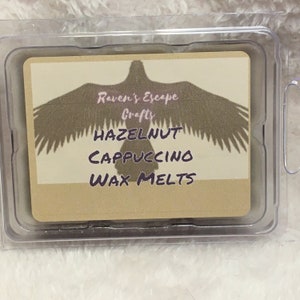 Raven's Escape
Crafts
HAZELNUT
CAPPUCCINO
WAX MELTS